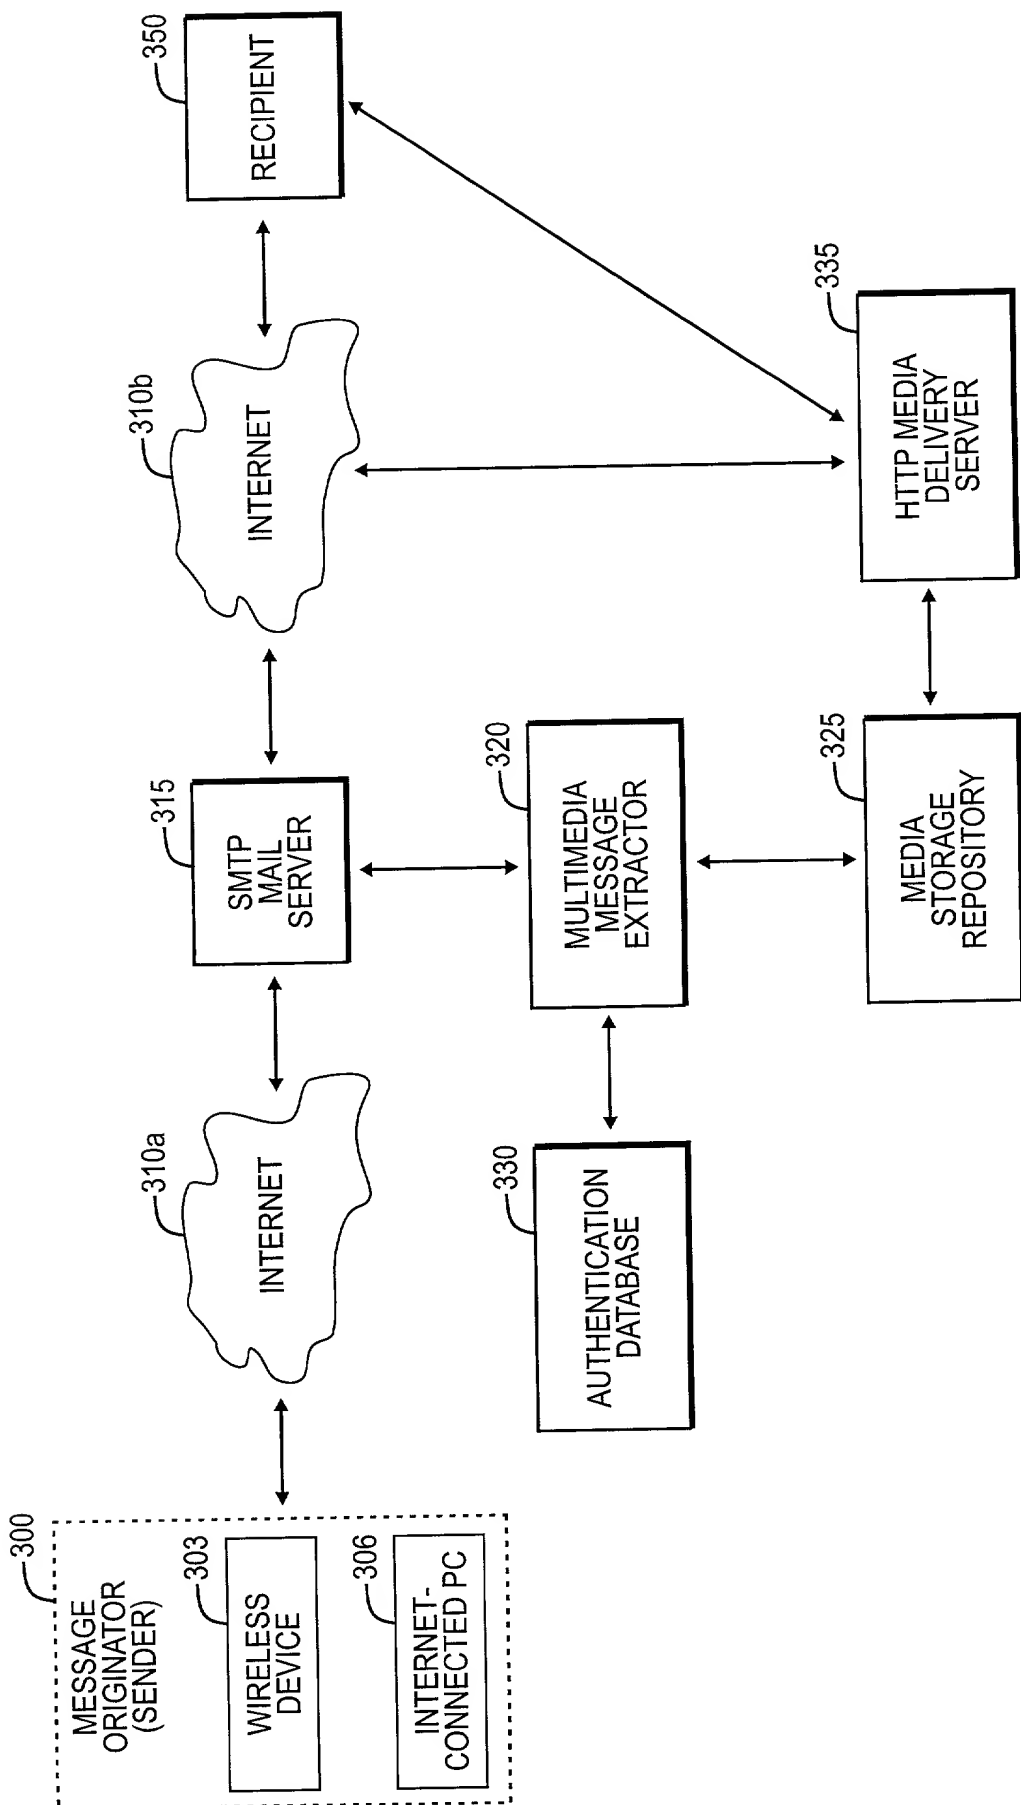 300
MESSAGE
ORIGINATOR
(SENDER)
303
WIRELESS
DEVICE
306
INTERNET-
CONNECTED PC
310a
INTERNET
315
SMTP
MAIL
SERVER
310b
INTERNET
350
RECIPIENT
330
AUTHENTICATION
DATABASE
320
MULTIMEDIA
MESSAGE
EXTRACTOR
325
MEDIA
STORAGE
REPOSITORY
335
HTTP MEDIA
DELIVERY
SERVER